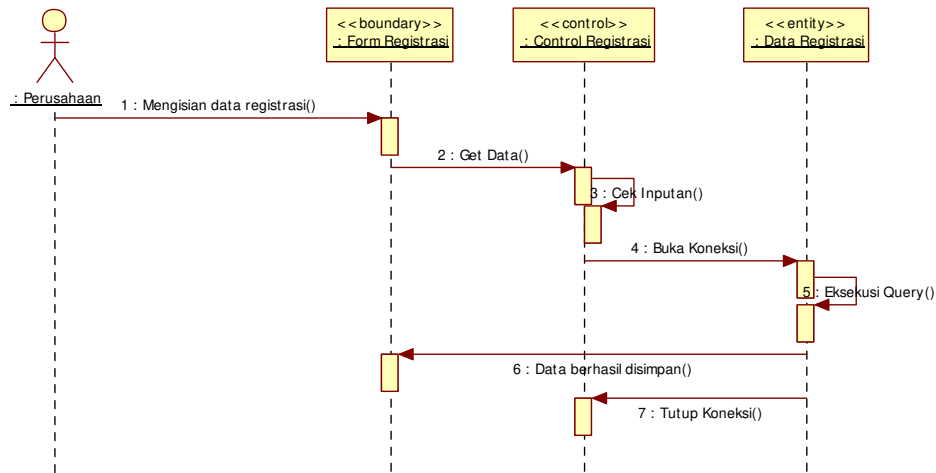 <<boundary>>
: Form Registrasi
<<control>>
: Control Registrasi
<<entity>>
: Data Registrasi
: Perusahaan
1 : Mengisian data registrasi()
2 : Get Data()
3 : Cek Inputan()
4 : Buka Koneksi()
5 : Eksekusi Query()
6 : Data berhasil disimpan()
7 : Tutup Koneksi()